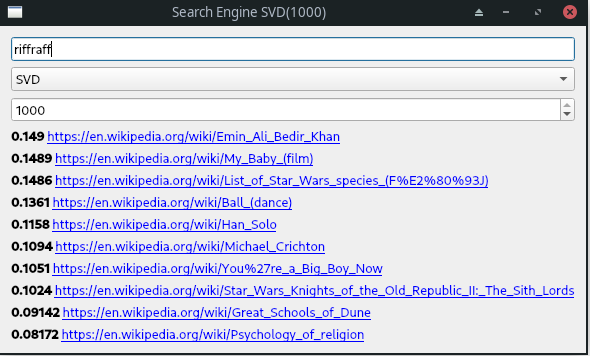 Search Engine SVD(1000)
riffraff
SVD
1000
0.149 https://en.wikipedia.org/wiki/Emin_Ali_Bedir_Khan
0.1489 https://en.wikipedia.org/wiki/My_Baby_(film)
0.1486 https://en.wikipedia.org/wiki/List_of_Star_Wars_species_(F%E2%80%93J)
0.1361 https://en.wikipedia.org/wiki/Ball_(dance)
0.1158 https://en.wikipedia.org/wiki/Han_Solo
0.1094 https://en.wikipedia.org/wiki/Michael_Crichton
0.1051 https://en.wikipedia.org/wiki/You%27re_a_Big_Boy_Now
0.1024 https://en.wikipedia.org/wiki/Star_Wars_Knights_of_the_Old_Republic_II:_The_Sith_Lords
0.09142 https://en.wikipedia.org/wiki/Great_Schools_of_Dune
0.08172 https://en.wikipedia.org/wiki/Psychology_of_religion